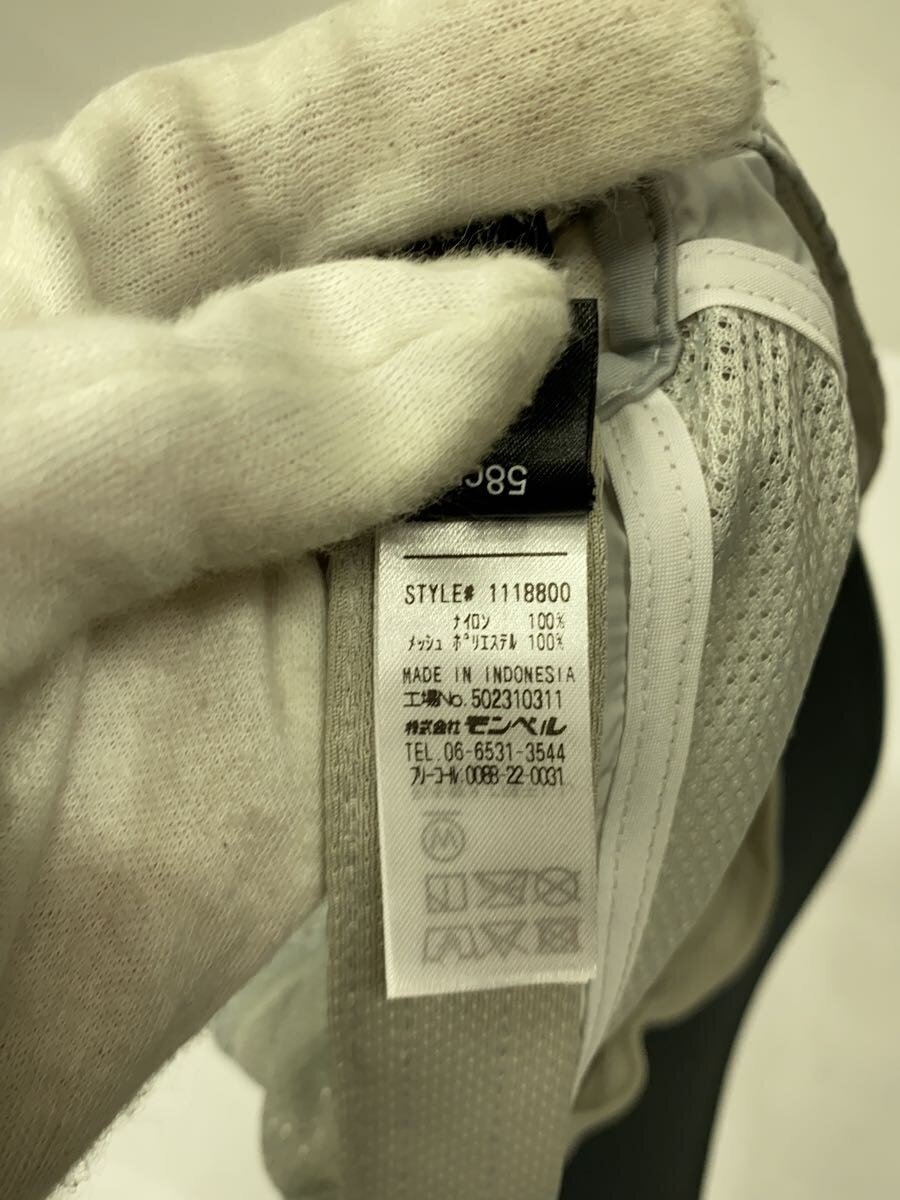 58c
STYLE# 1118800
ナイロン 100%
メッシュ ポリエステル 100%
MADE IN INDONESIA
工場No. 502310311
株式会社 モンベル
TEL. 06-6531-3544
フリーコール. 0088-22-0031